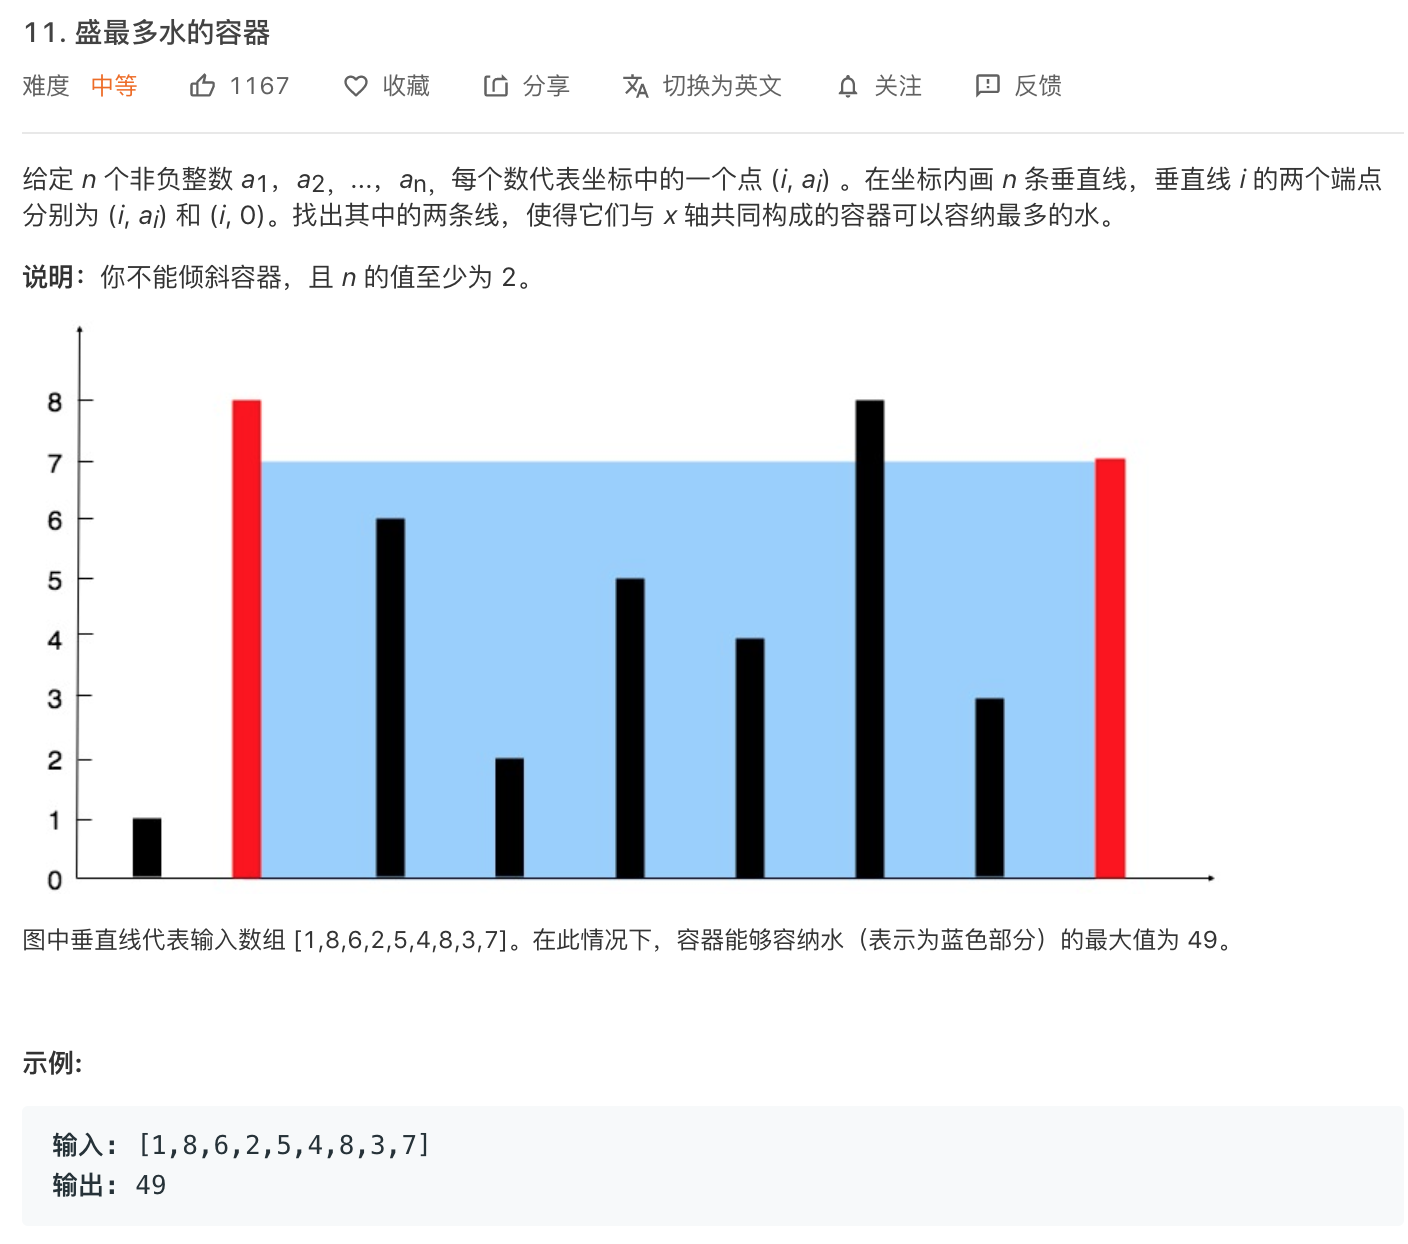 11. 盛最多水的容器
难度 中等 1167 收藏 分享 切换为英文 关注 反馈
给定 n 个非负整数 a1，a2，...，an，每个数代表坐标中的一个点 (i, ai) 。在坐标内画 n 条垂直线，垂直线 i 的两个端点
分别为 (i, ai) 和 (i, 0)。找出其中的两条线，使得它们与 x 轴共同构成的容器可以容纳最多的水。
说明：你不能倾斜容器，且 n 的值至少为 2。
8
7
6
5
4
3
2
1
0
图中垂直线代表输入数组 [1,8,6,2,5,4,8,3,7]。在此情况下，容器能够容纳水（表示为蓝色部分）的最大值为 49。
示例:
输入: [1,8,6,2,5,4,8,3,7]
输出: 49